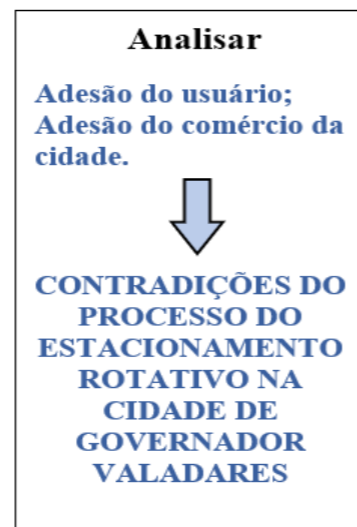 Analisar
Adesão do usuário;
Adesão do comércio da
cidade.
CONTRADIÇÕES DO
PROCESSO DO
ESTACIONAMENTO
ROTATIVO NA
CIDADE DE
GOVERNADOR
VALADARES